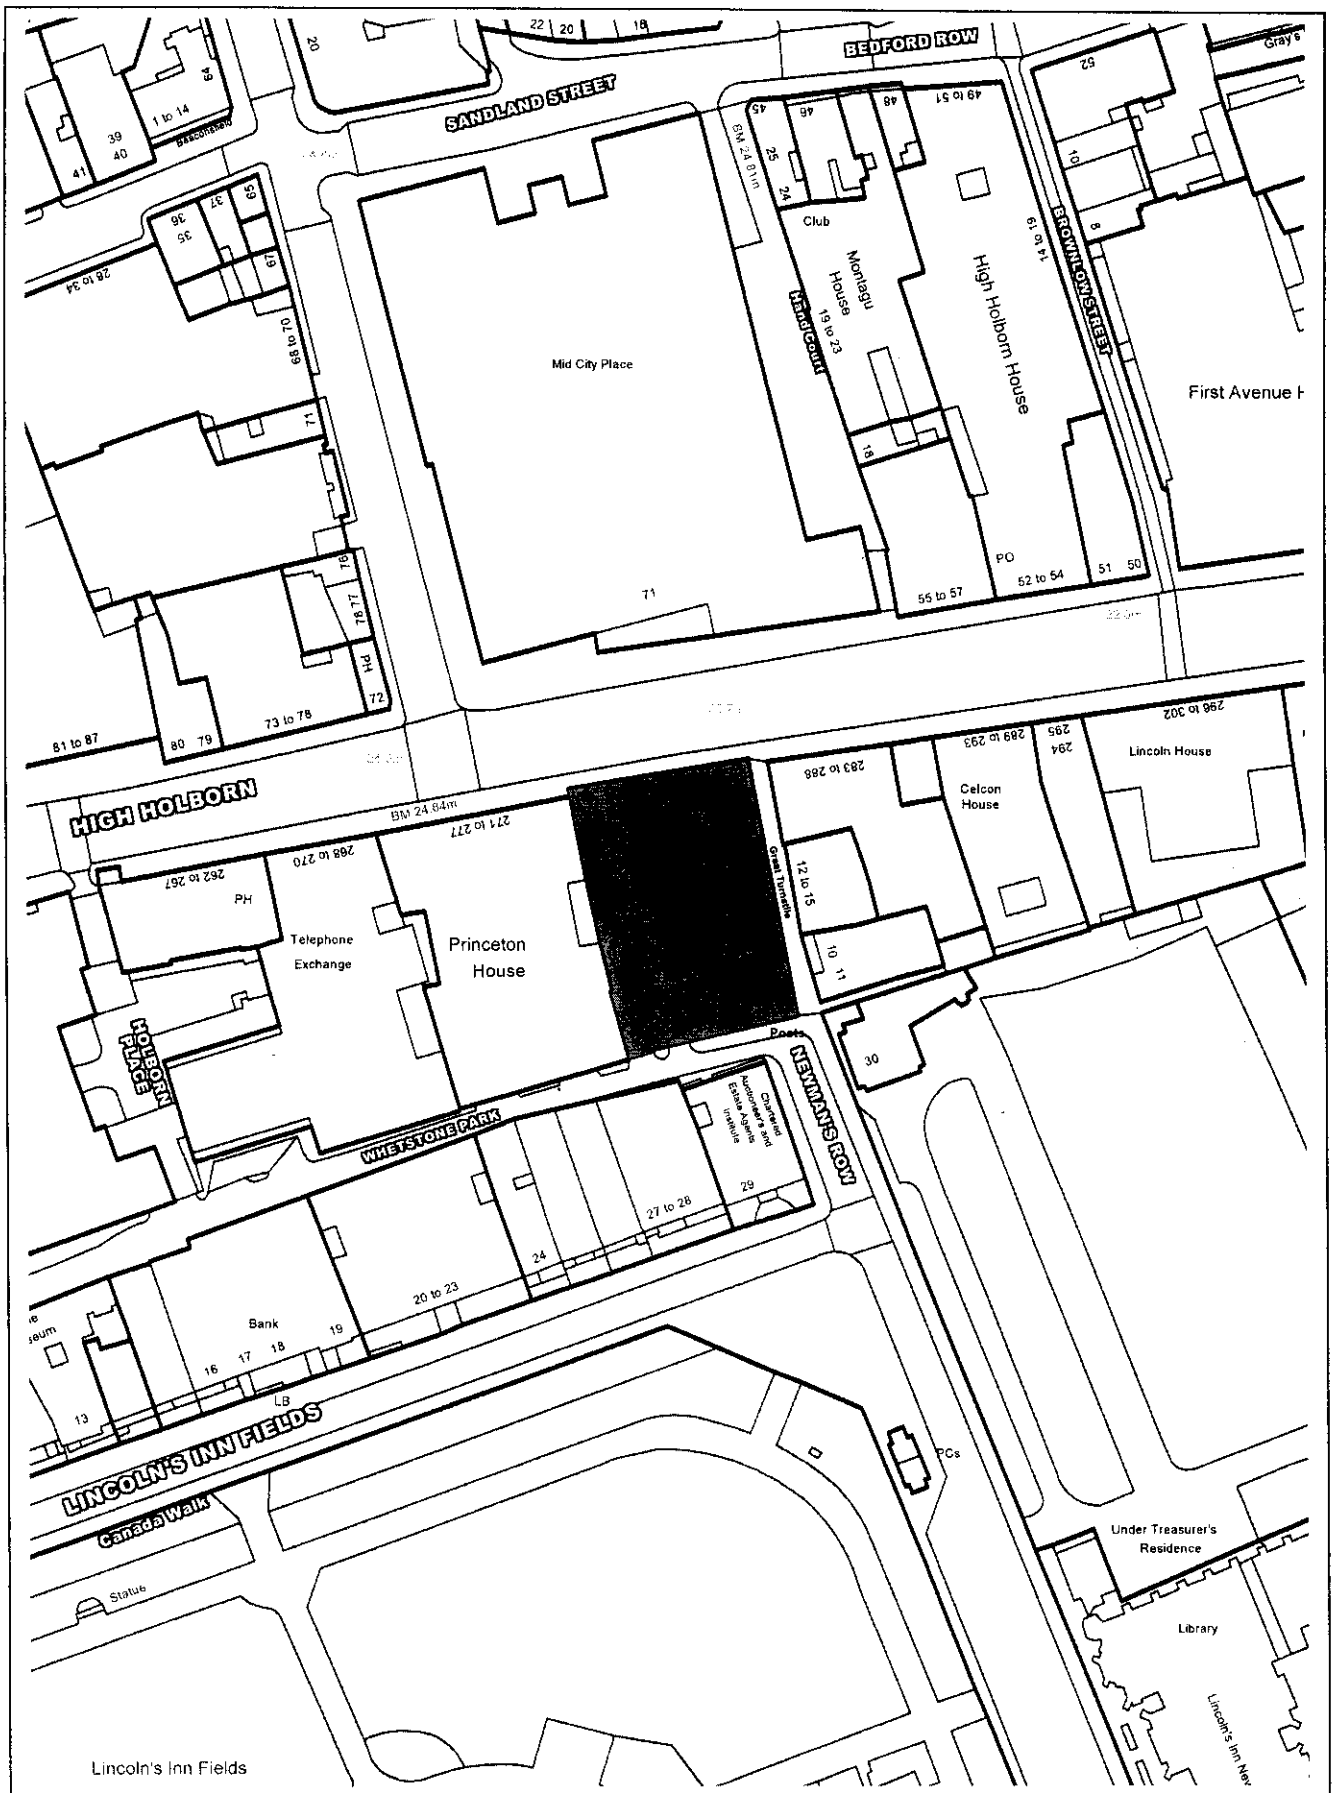 22
20
18
BEDFORD ROW
Gray's
20
64
1 to 14
39
40
41
Beaconsfield
SANDLAND STREET
52
45
46
48
49 to 51
BM 24.81m
25
24
10
8
36
35
37
65
67
28 to 34
68 to 70
Club
Montagu
House
19 to 23
Hand Court
High Holborn House
14 to 19
BROWNLOW STREET
Mid City Place
First Avenue H
71
18
76
78 77
PH
72
71
PO
55 to 57
52 to 54
51
50
81 to 87
80
79
73 to 78
296 to 302
HIGH HOLBORN
BM 24.84m
271 to 277
268 to 270
262 to 267
PH
283 to 288
289 to 293
295
294
Lincoln House
Celcon
House
Great Turnstile
12 to 15
10
11
Telephone
Exchange
Princeton
House
HOLBORN
PLACE
Posts
30
NEWMAN'S ROW
WHETSTONE PARK
Chartered
Auctioneer's and
Estate Agents
Institute
29
27 to 28
24
20 to 23
Bank
19
18
17
16
13
LB
seum
LINCOLN'S INN FIELDS
Canada Walk
PCs
Statue
Under Treasurer's
Residence
Library
Lincoln's Inn New
Lincoln's Inn Fields